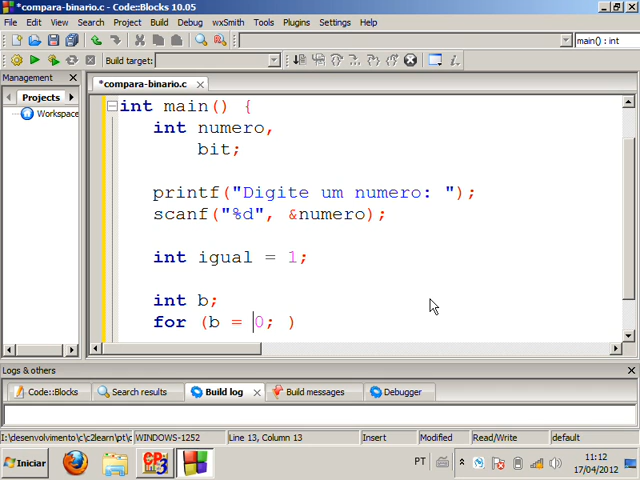 *compara-binario.c - Code::Blocks 10.05
File Edit View Search Project Build Debug wxSmith Tools Plugins Settings Help
main() : int
Build target:
Management
*compara-binario.c
Projects
Workspace
int main() {
int numero,
bit;
printf("Digite um numero: ");
scanf("%d", &numero);
int igual = 1;
int b;
for (b = 0; )
Logs & others
Code::Blocks Search results Build log Build messages Debugger
I:\desenvolvimento\c2learn\pt\c WINDOWS-1252 Line 13, Column 13 Insert Modified Read/Write default
Iniciar
PT
11:12
17/04/2012